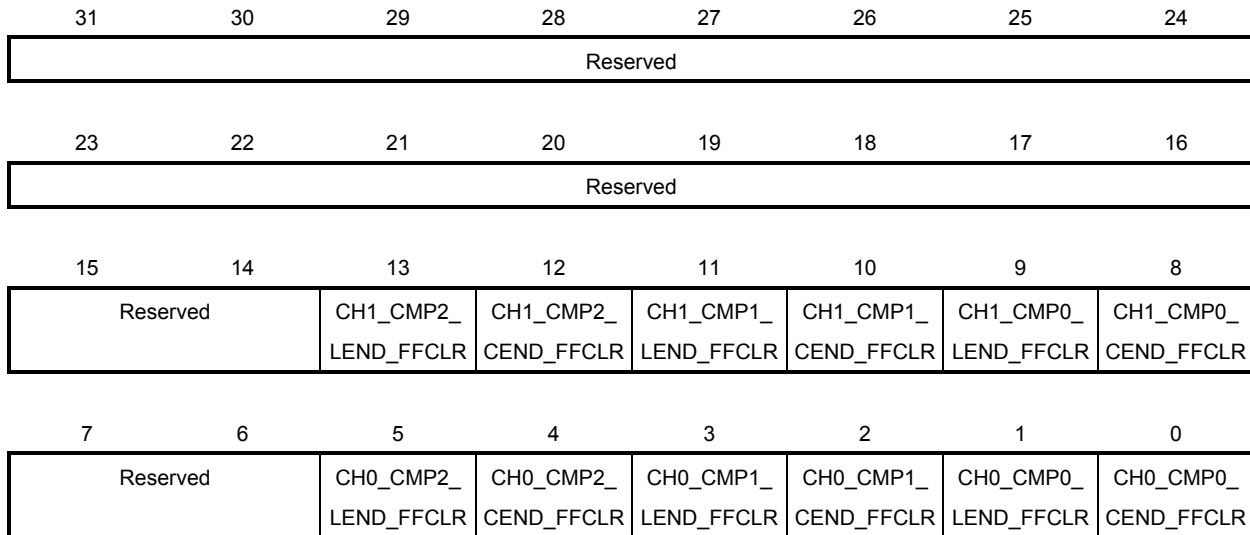 31 30 29 28 27 26 25 24
Reserved
23 22 21 20 19 18 17 16
Reserved
15 14 13 12 11 10 9 8
Reserved CH1_CMP2_ CH1_CMP2_ CH1_CMP1_ CH1_CMP1_ CH1_CMP0_ CH1_CMP0_
LEND_FFCLR CEND_FFCLR LEND_FFCLR CEND_FFCLR LEND_FFCLR CEND_FFCLR
7 6 5 4 3 2 1 0
Reserved CH0_CMP2_ CH0_CMP2_ CH0_CMP1_ CH0_CMP1_ CH0_CMP0_ CH0_CMP0_
LEND_FFCLR CEND_FFCLR LEND_FFCLR CEND_FFCLR LEND_FFCLR CEND_FFCLR